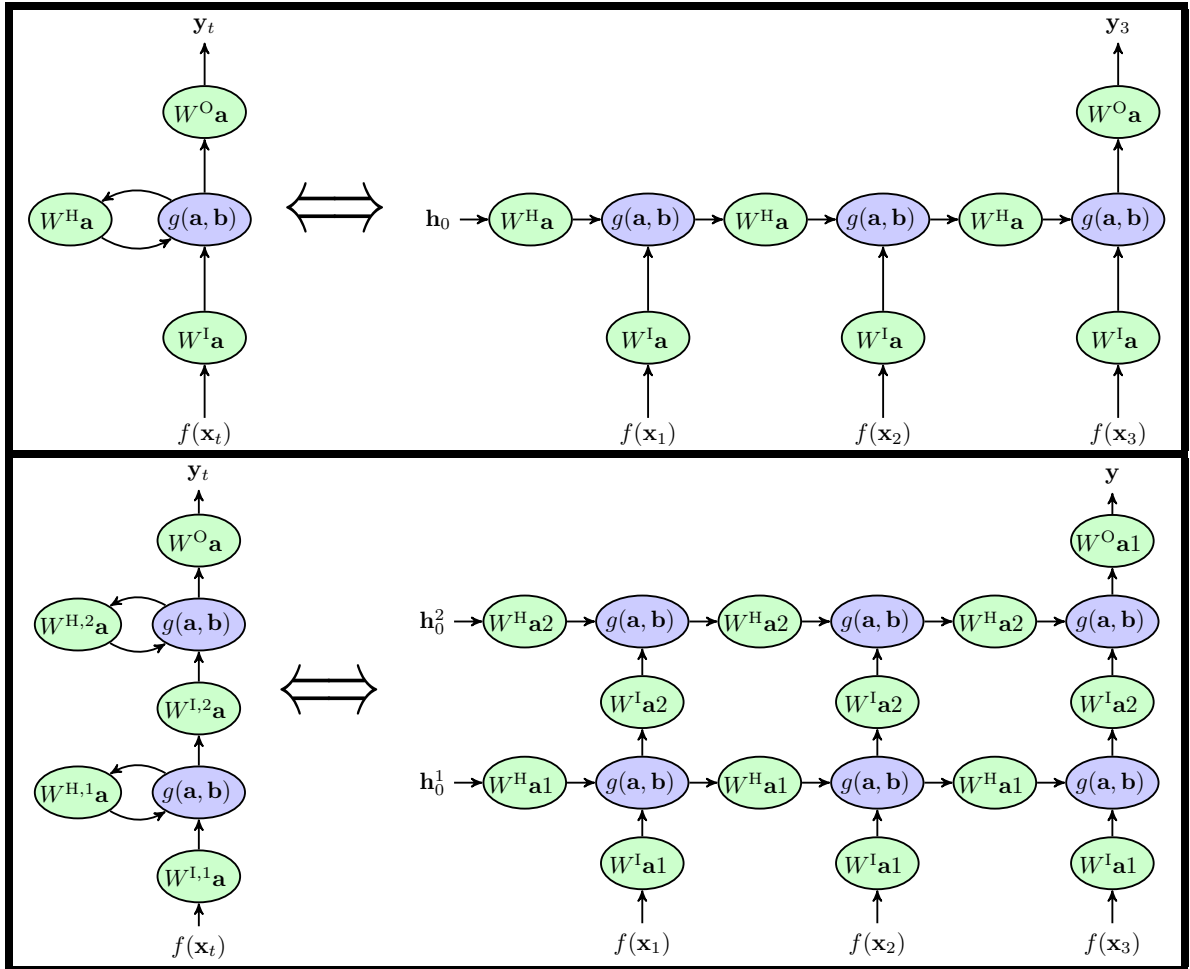 y_t
y_3
W^O a
W^O a
W^H a
g(a, b)
h_0
W^H a
g(a, b)
W^H a
g(a, b)
W^H a
g(a, b)
W^I a
W^I a
W^I a
W^I a
f(x_t)
f(x_1)
f(x_2)
f(x_3)
y_t
y
W^O a
W^O a1
W^{H,2} a
g(a, b)
h_0^2
W^H a2
g(a, b)
W^H a2
g(a, b)
W^H a2
g(a, b)
W^{I,2} a
W^I a2
W^I a2
W^I a2
W^{H,1} a
g(a, b)
h_0^1
W^H a1
g(a, b)
W^H a1
g(a, b)
W^H a1
g(a, b)
W^{I,1} a
W^I a1
W^I a1
W^I a1
f(x_t)
f(x_1)
f(x_2)
f(x_3)